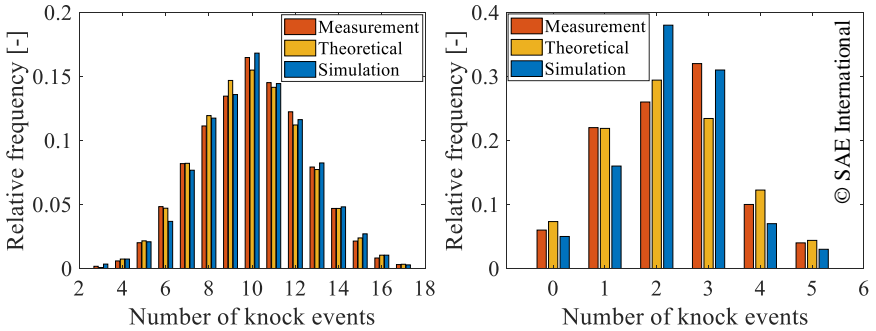 Relative frequency [-]
0.2
0.15
0.1
0.05
0
Measurement
Theoretical
Simulation
2 4 6 8 10 12 14 16 18
Number of knock events
Relative frequency [-]
0.4
0.3
0.2
0.1
0
Measurement
Theoretical
Simulation
0 1 2 3 4 5 6
Number of knock events
© SAE International